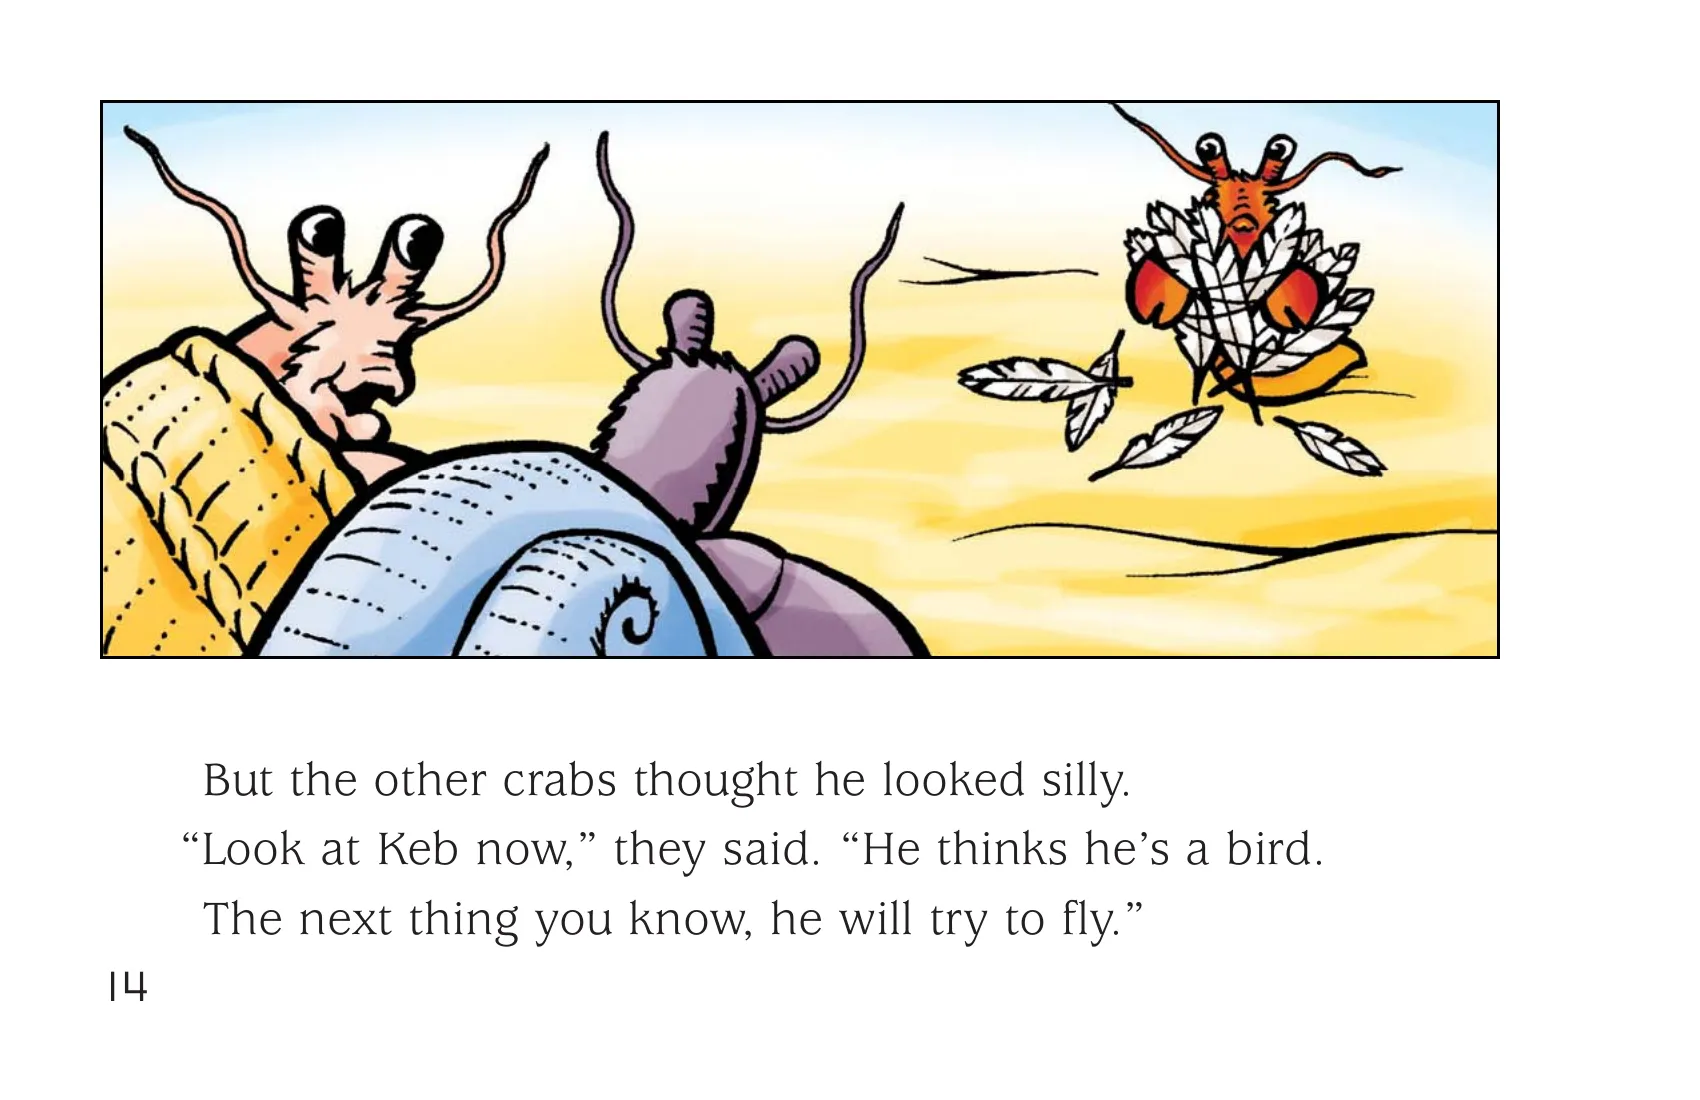 But the other crabs thought he looked silly.
“Look at Keb now,” they said. “He thinks he’s a bird.
The next thing you know, he will try to fly.”
14